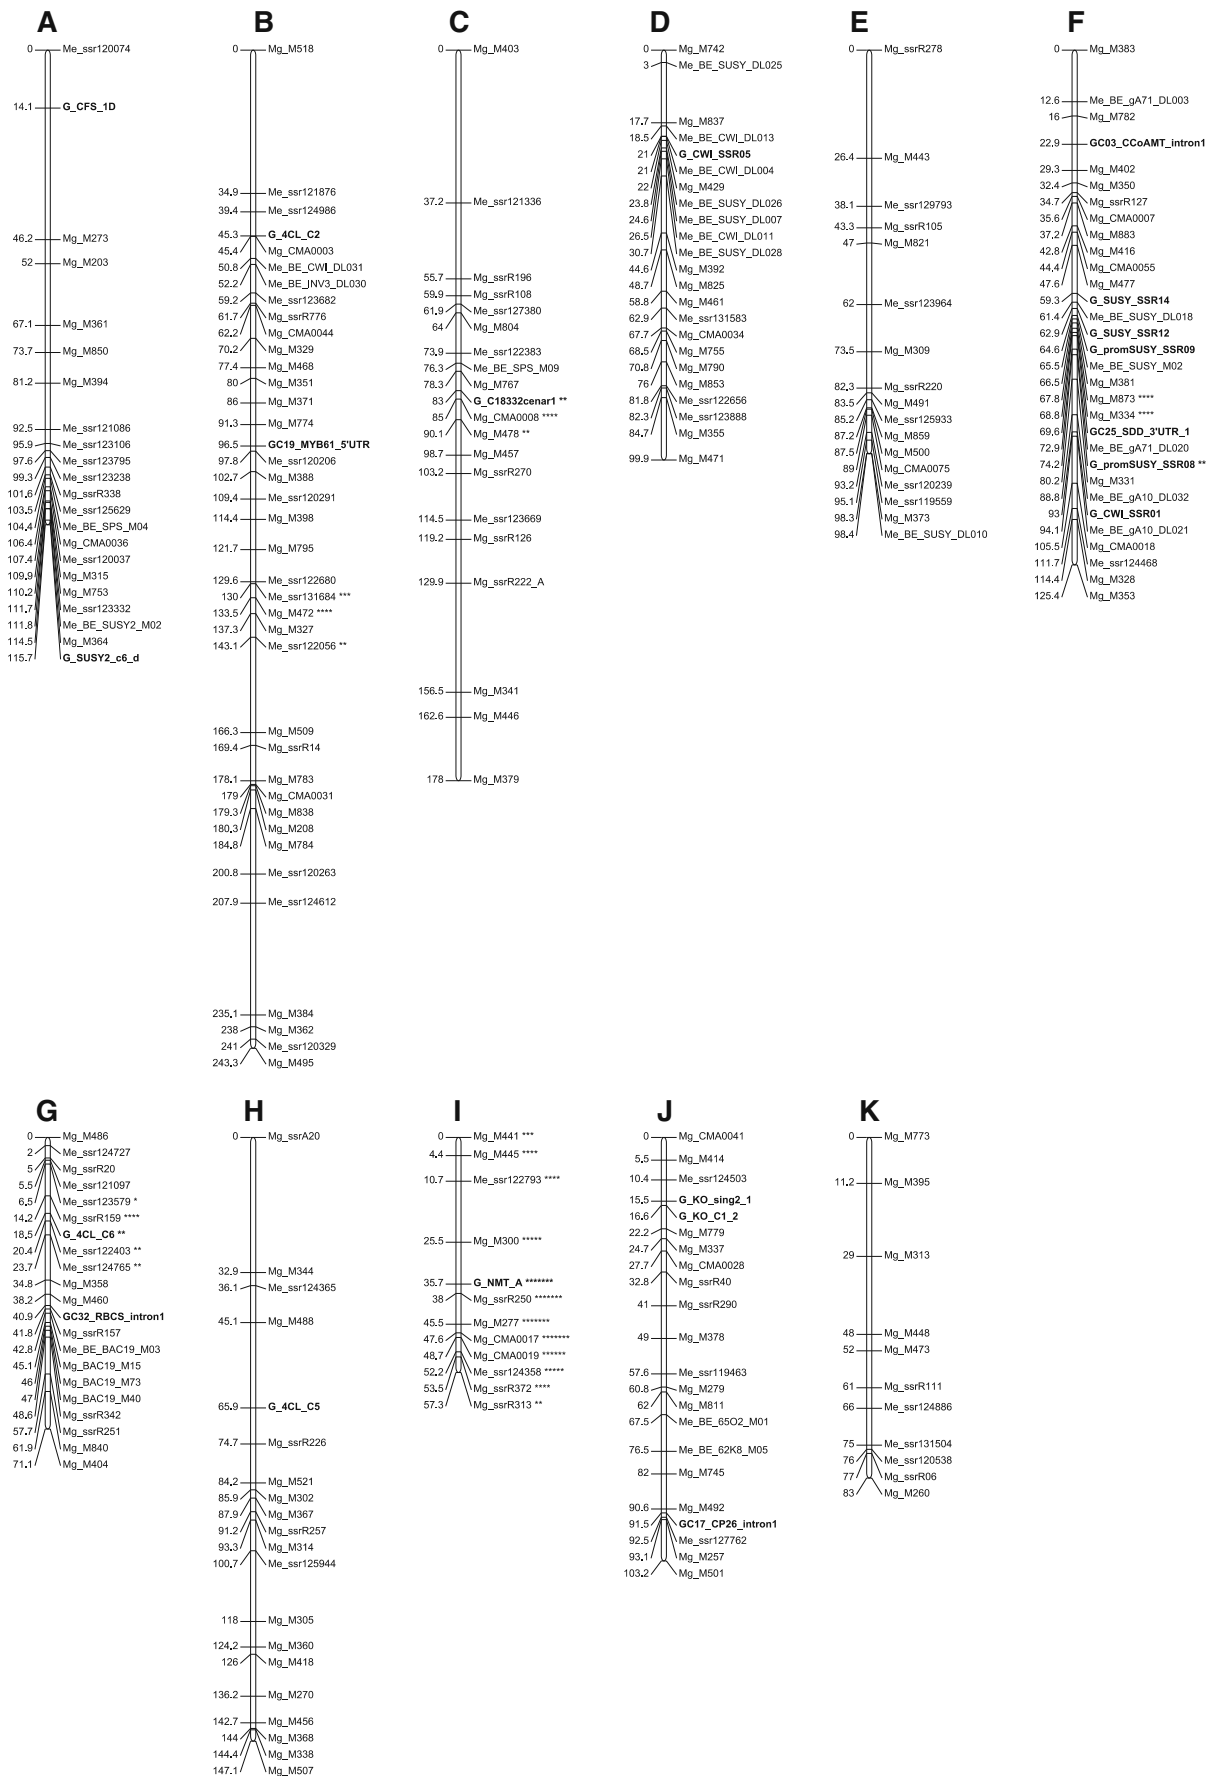 A
0 Me_ssr120074
14.1 G_CFS_1D
46.2 Mg_M273
52 Mg_M203
67.1 Mg_M361
73.7 Mg_M850
81.2 Mg_M394
92.5 Me_ssr121086
95.9 Me_ssr123106
97.6 Me_ssr123795
99.3 Me_ssr123238
101.6 Mg_ssrR338
103.5 Me_ssr125629
104.4 Me_BE_SPS_M04
106.4 Mg_CMA0036
107.4 Me_ssr120037
109.9 Mg_M315
110.2 Mg_M753
111.7 Me_ssr123332
111.8 Me_BE_SUSY2_M02
114.5 Mg_M364
115.7 G_SUSY2_c6_d
B
0 Mg_M518
34.9 Me_ssr121876
39.4 Me_ssr124986
45.3 G_4CL_C2
45.4 Mg_CMA0003
50.8 Me_BE_CWI_DL031
52.2 Me_BE_INV3_DL030
59.2 Me_ssr123682
61.7 Mg_ssrR776
62.2 Mg_CMA0044
70.2 Mg_M329
77.4 Mg_M468
80 Mg_M351
86 Mg_M371
91.3 Mg_M774
96.5 GC19_MYB61_5'UTR
97.8 Me_ssr120206
102.7 Mg_M388
109.4 Me_ssr120291
114.4 Mg_M398
121.7 Mg_M795
129.6 Me_ssr122680
130 Me_ssr131684 ***
133.5 Mg_M472 ****
137.3 Mg_M327
143.1 Me_ssr122056 **
166.3 Mg_M509
169.4 Mg_ssrR14
178.1 Mg_M783
179 Mg_CMA0031
179.3 Mg_M838
180.3 Mg_M208
184.8 Mg_M784
200.8 Me_ssr120263
207.9 Me_ssr124612
235.1 Mg_M384
238 Mg_M362
241 Me_ssr120329
243.3 Mg_M495
C
0 Mg_M403
37.2 Me_ssr121336
55.7 Mg_ssrR196
59.9 Mg_ssrR108
61.9 Me_ssr127380
64 Mg_M804
73.9 Me_ssr122383
76.3 Me_BE_SPS_M09
78.3 Mg_M767
83 G_C18332cenar1 **
85 Mg_CMA0008 ****
90.1 Mg_M478 **
98.7 Mg_M457
103.2 Mg_ssrR270
114.5 Me_ssr123669
119.2 Mg_ssrR126
129.9 Mg_ssrR222_A
156.5 Mg_M341
162.6 Mg_M446
178 Mg_M379
D
0 Mg_M742
3 Me_BE_SUSY_DL025
17.7 Mg_M837
18.5 Me_BE_CWI_DL013
21 G_CWI_SSR05
21 Me_BE_CWI_DL004
22 Mg_M429
23.8 Me_BE_SUSY_DL026
24.6 Me_BE_SUSY_DL007
26.5 Me_BE_CWI_DL011
30.7 Me_BE_SUSY_DL028
44.6 Mg_M392
48.7 Mg_M825
58.8 Mg_M461
62.9 Me_ssr131583
67.7 Mg_CMA0034
68.5 Mg_M755
70.8 Mg_M790
76 Mg_M853
81.8 Me_ssr122656
82.3 Me_ssr123888
84.7 Mg_M355
99.9 Mg_M471
E
0 Mg_ssrR278
26.4 Mg_M443
38.1 Me_ssr129793
43.3 Mg_ssrR105
47 Mg_M821
62 Me_ssr123964
73.5 Mg_M309
82.3 Mg_ssrR220
83.5 Mg_M491
85.2 Me_ssr125933
87.2 Mg_M859
87.5 Mg_M500
89 Mg_CMA0075
93.2 Me_ssr120239
95.1 Me_ssr119559
98.3 Mg_M373
98.4 Me_BE_SUSY_DL010
F
0 Mg_M383
12.6 Me_BE_gA71_DL003
16 Mg_M782
22.9 GC03_CCoAMT_intron1
29.3 Mg_M402
32.4 Mg_M350
34.7 Mg_ssrR127
35.6 Mg_CMA0007
37.2 Mg_M883
42.8 Mg_M416
44.4 Mg_CMA0055
47.6 Mg_M477
59.3 G_SUSY_SSR14
61.4 Me_BE_SUSY_DL018
62.9 G_SUSY_SSR12
64.6 G_promSUSY_SSR09
65.5 Me_BE_SUSY_M02
66.5 Mg_M381
67.8 Mg_M873 ****
68.8 Mg_M334 ****
69,6 GC25_SDD_3'UTR_1
72.9 Me_BE_gA71_DL020
74.2 G_promSUSY_SSR08 **
80.2 Mg_M331
88.8 Me_BE_gA10_DL032
93 G_CWI_SSR01
94.1 Me_BE_gA10_DL021
105.5 Mg_CMA0018
111.7 Me_ssr124468
114.4 Mg_M328
125.4 Mg_M353
G
0 Mg_M486
2 Me_ssr124727
5 Mg_ssrR20
5.5 Me_ssr121097
6.5 Me_ssr123579 *
14.2 Mg_ssrR159 ****
18.5 G_4CL_C6 **
20.4 Me_ssr122403 **
23.7 Me_ssr124765 **
34.8 Mg_M358
38.2 Mg_M460
40.9 GC32_RBCS_intron1
41.8 Mg_ssrR157
42.8 Me_BE_BAC19_M03
45.1 Mg_BAC19_M15
46 Mg_BAC19_M73
47 Mg_BAC19_M40
48.6 Mg_ssrR342
57.7 Mg_ssrR251
61.9 Mg_M840
71.1 Mg_M404
H
0 Mg_ssrA20
32.9 Mg_M344
36.1 Me_ssr124365
45.1 Mg_M488
65.9 G_4CL_C5
74.7 Mg_ssrR226
84.2 Mg_M521
85.9 Mg_M302
87.9 Mg_M367
91.2 Mg_ssrR257
93.3 Mg_M314
100.7 Me_ssr125944
118 Mg_M305
124.2 Mg_M360
126 Mg_M418
136.2 Mg_M270
142.7 Mg_M456
144 Mg_M368
144.4 Mg_M338
147.1 Mg_M507
I
0 Mg_M441 ***
4.4 Mg_M445 ****
10.7 Me_ssr122793 ****
25.5 Mg_M300 *****
35.7 G_NMT_A *******
38 Mg_ssrR250 *******
45.5 Mg_M277 *******
47.6 Mg_CMA0017 *******
48.7 Mg_CMA0019 ******
52.2 Me_ssr124358 *****
53.5 Mg_ssrR372 ****
57.3 Mg_ssrR313 **
J
0 Mg_CMA0041
5.5 Mg_M414
10.4 Me_ssr124503
15.5 G_KO_sing2_1
16.6 G_KO_C1_2
22.2 Mg_M779
24.7 Mg_M337
27.7 Mg_CMA0028
32.8 Mg_ssrR40
41 Mg_ssrR290
49 Mg_M378
57.6 Me_ssr119463
60.8 Mg_M279
62 Mg_M811
67.5 Me_BE_65O2_M01
76.5 Me_BE_62K8_M05
82 Mg_M745
90.6 Mg_M492
91.5 GC17_CP26_intron1
92.5 Me_ssr127762
93.1 Mg_M257
103.2 Mg_M501
K
0 Mg_M773
11.2 Mg_M395
29 Mg_M313
48 Mg_M448
52 Mg_M473
61 Mg_ssrR111
66 Me_ssr124886
75 Me_ssr131504
76 Me_ssr120538
77 Mg_ssrR06
83 Mg_M260